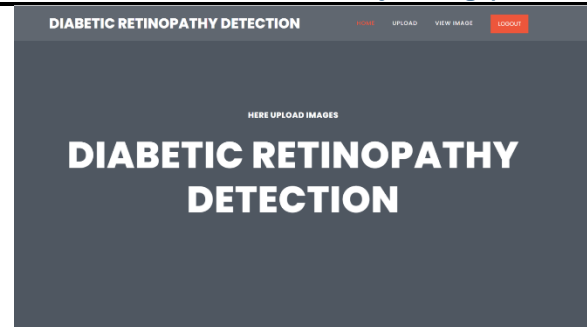 DIABETIC RETINOPATHY DETECTION HOME UPLOAD VIEW IMAGE LOGOUT
HERE UPLOAD IMAGES
DIABETIC RETINOPATHY
DETECTION